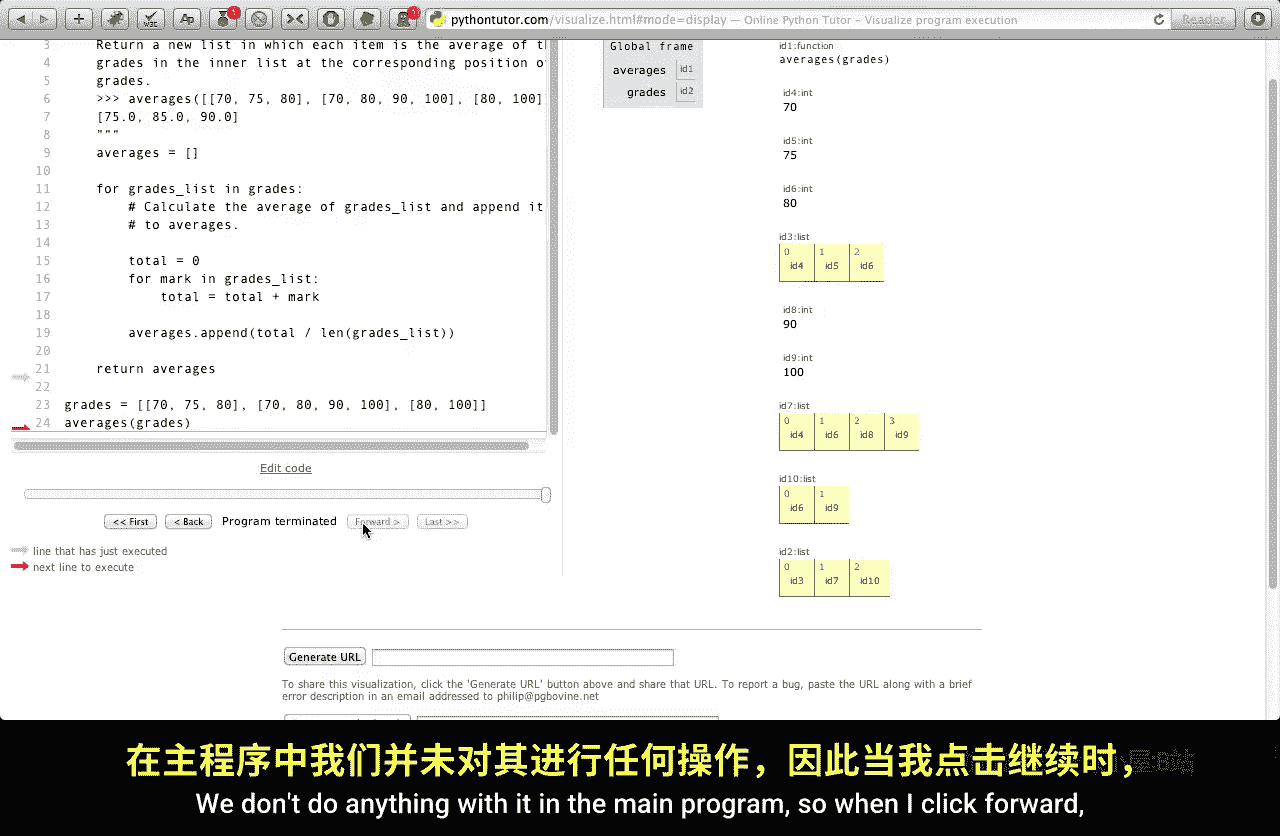 pythontutor.com/visualize.html#mode=display — Online Python Tutor – Visualize program execution
Reader
3 Return a new list in which each item is the average of t
4 grades in the inner list at the corresponding position o
5 grades.
6 >>> averages([[70, 75, 80], [70, 80, 90, 100], [80, 100]
7 [75.0, 85.0, 90.0]
8 """
9 averages = []
10
11 for grades_list in grades:
12 # Calculate the average of grades_list and append it
13 # to averages.
14
15 total = 0
16 for mark in grades_list:
17 total = total + mark
18
19 averages.append(total / len(grades_list))
20
21 return averages
22
23 grades = [[70, 75, 80], [70, 80, 90, 100], [80, 100]]
24 averages(grades)
Edit code
<< First
< Back
Program terminated
Forward >
Last >>
line that has just executed
next line to execute
Global frame
averages id1
grades id2
id1:function
averages(grades)
id4:int
70
id5:int
75
id6:int
80
id3:list
0 1 2
id4 id5 id6
id8:int
90
id9:int
100
id7:list
0 1 2 3
id4 id6 id8 id9
id10:list
0 1
id6 id9
id2:list
0 1 2
id3 id7 id10
Generate URL
To share this visualization, click the 'Generate URL' button above and share that URL. To report a bug, paste the URL along with a brief
error description in an email addressed to philip@pgbovine.net
在主程序中我们并未对其进行任何操作，因此当我点击继续时，
We don't do anything with it in the main program, so when I click forward,